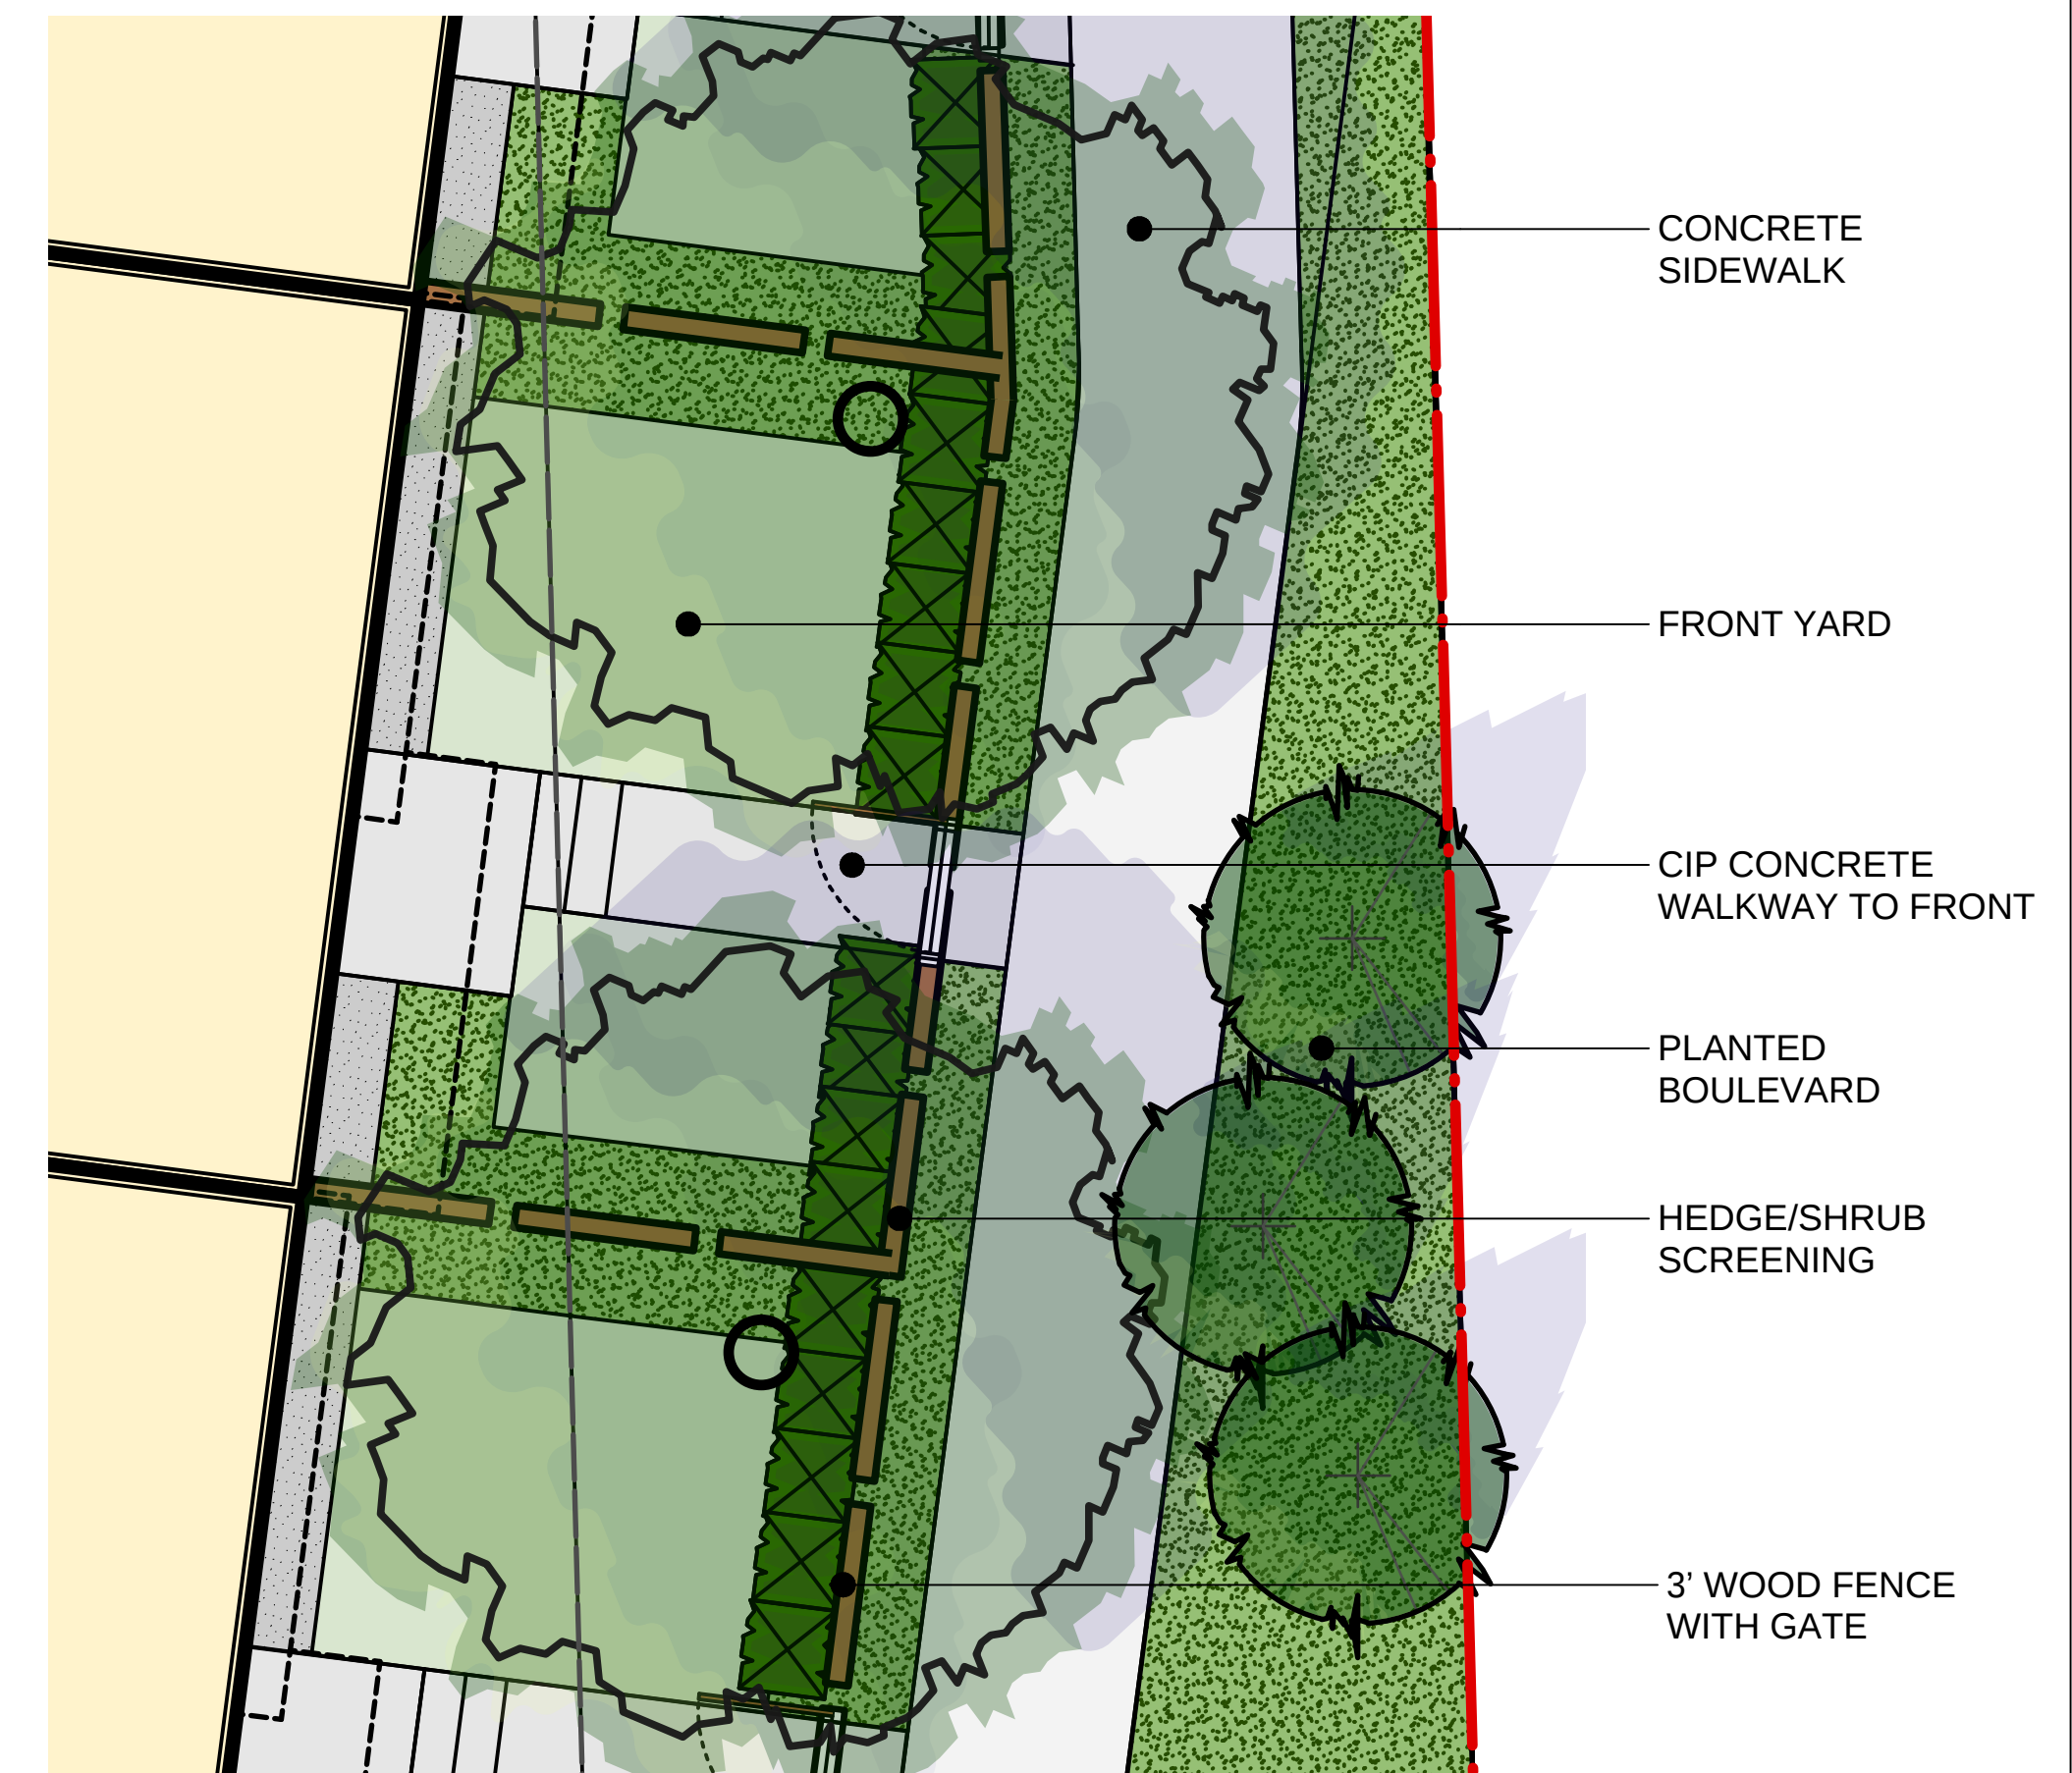 CONCRETE
SIDEWALK
FRONT YARD
CIP CONCRETE
WALKWAY TO FRONT
PLANTED
BOULEVARD
HEDGE/SHRUB
SCREENING
3’ WOOD FENCE
WITH GATE